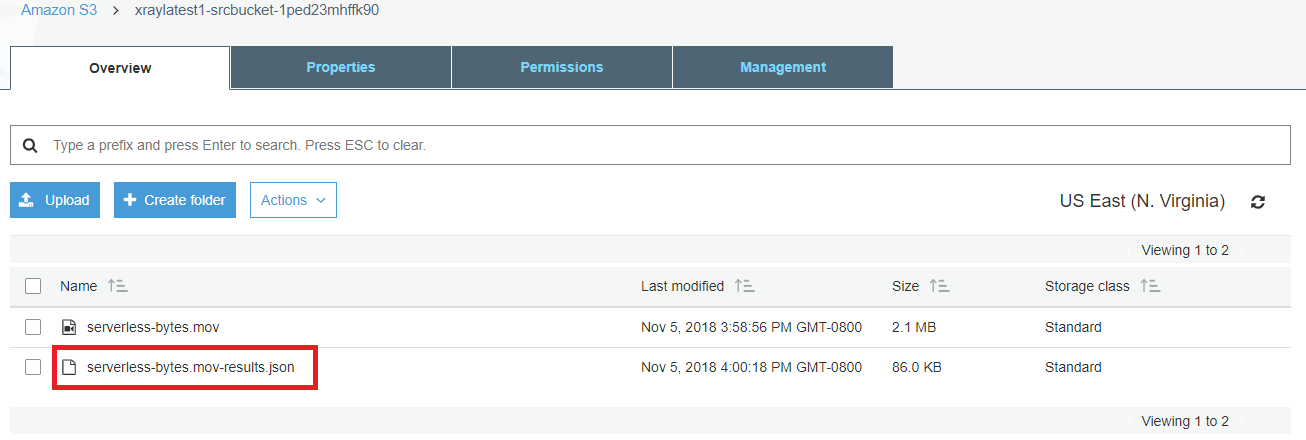 Amazon S3 > xraylatest1-srcbucket-1ped23mhffk90
Overview Properties Permissions Management
Type a prefix and press Enter to search. Press ESC to clear.
Upload Create folder Actions US East (N. Virginia)
Viewing 1 to 2
Name Last modified Size Storage class
serverless-bytes.mov Nov 5, 2018 3:58:56 PM GMT-0800 2.1 MB Standard
serverless-bytes.mov-results.json Nov 5, 2018 4:00:18 PM GMT-0800 86.0 KB Standard
Viewing 1 to 2